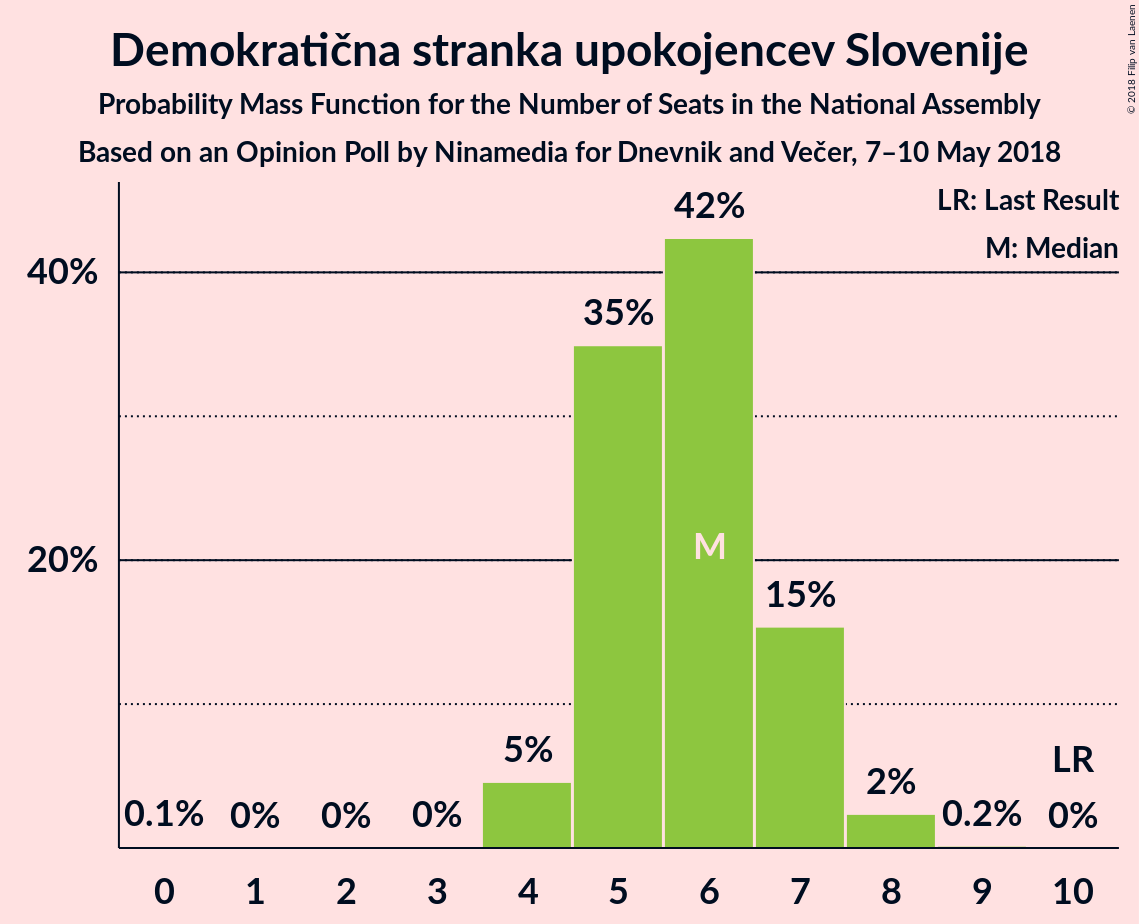 Demokratična stranka upokojencev Slovenije
Probability Mass Function for the Number of Seats in the National Assembly
Based on an Opinion Poll by Ninamedia for Dnevnik and Večer, 7–10 May 2018
© 2018 Filip van Laenen
LR: Last Result
M: Median
42%
40%
35%
M
20%
15%
5%
LR
2%
0.1% 0% 0% 0% 0.2% 0%
0 1 2 3 4 5 6 7 8 9 10